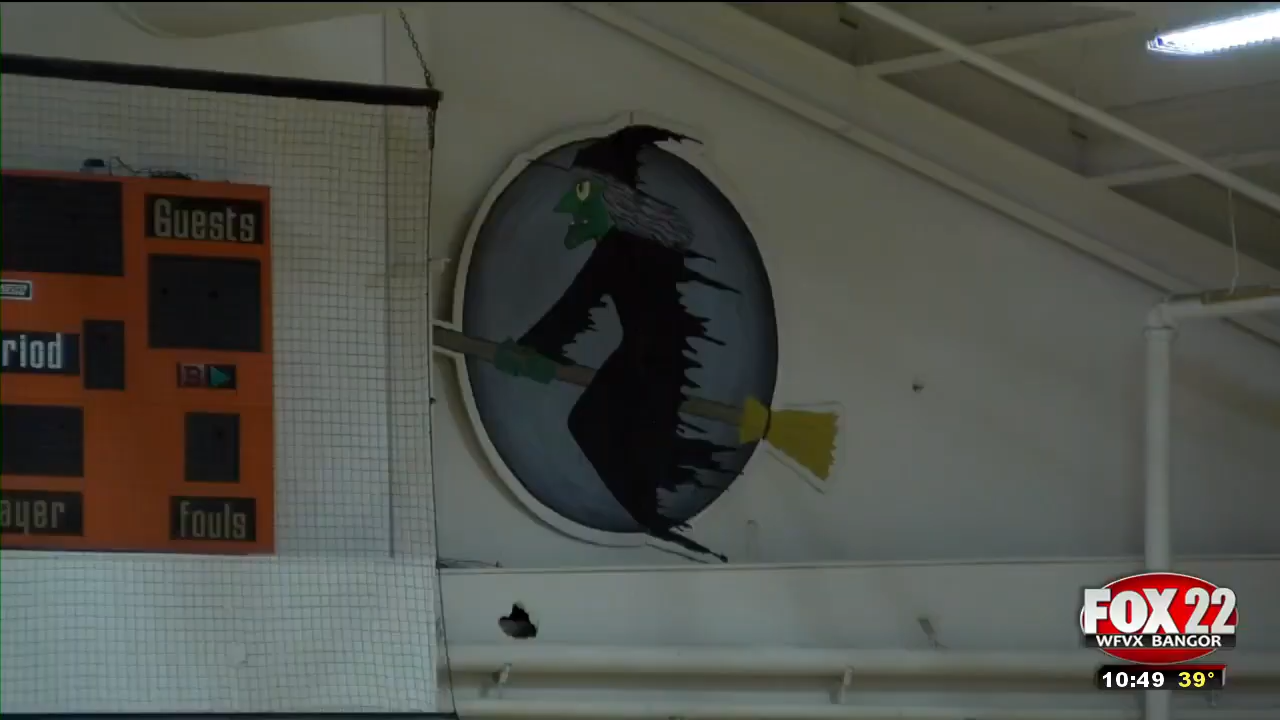 Guests
riod
B
ayer
fouls
FOX 22
WFVX BANGOR
10:49 39°